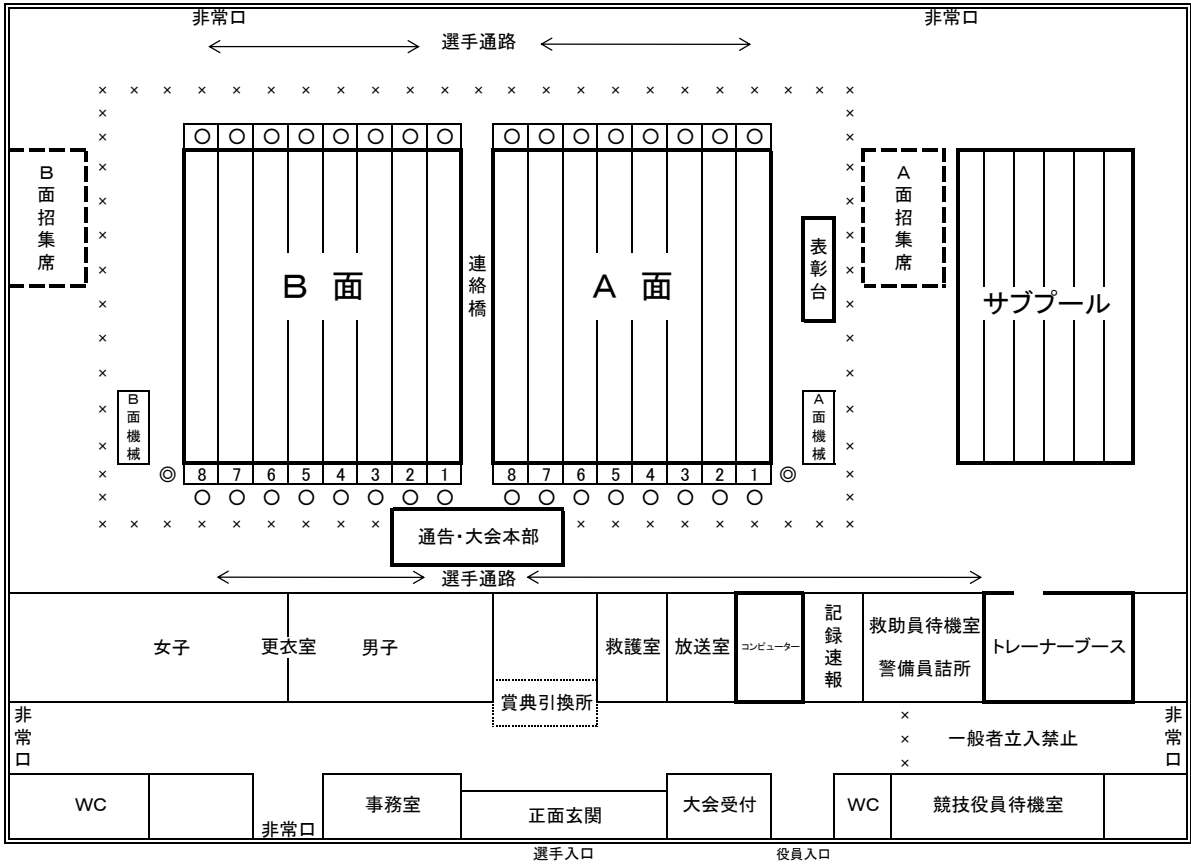 非常口 非常口
選手通路
× × × × × × × × × × × × × × × × × × × × × ×
○ ○ ○ ○ ○ ○ ○ ○ ○ ○ ○ ○ ○ ○ ○ ○
B面招集席
A面招集席
表彰台
連絡橋
B 面
A 面
サブプール
B面機械
A面機械
◎ 8 7 6 5 4 3 2 1 8 7 6 5 4 3 2 1 ◎
○ ○ ○ ○ ○ ○ ○ ○ ○ ○ ○ ○ ○ ○ ○ ○
通告・大会本部
選手通路
女子 更衣室 男子 救護室 放送室 コンピューター 記録速報
救助員待機室
警備員詰所
トレーナーブース
賞典引換所
非常口
一般者立入禁止
非常口
WC
非常口
事務室
正面玄関
大会受付
WC
競技役員待機室
選手入口 役員入口